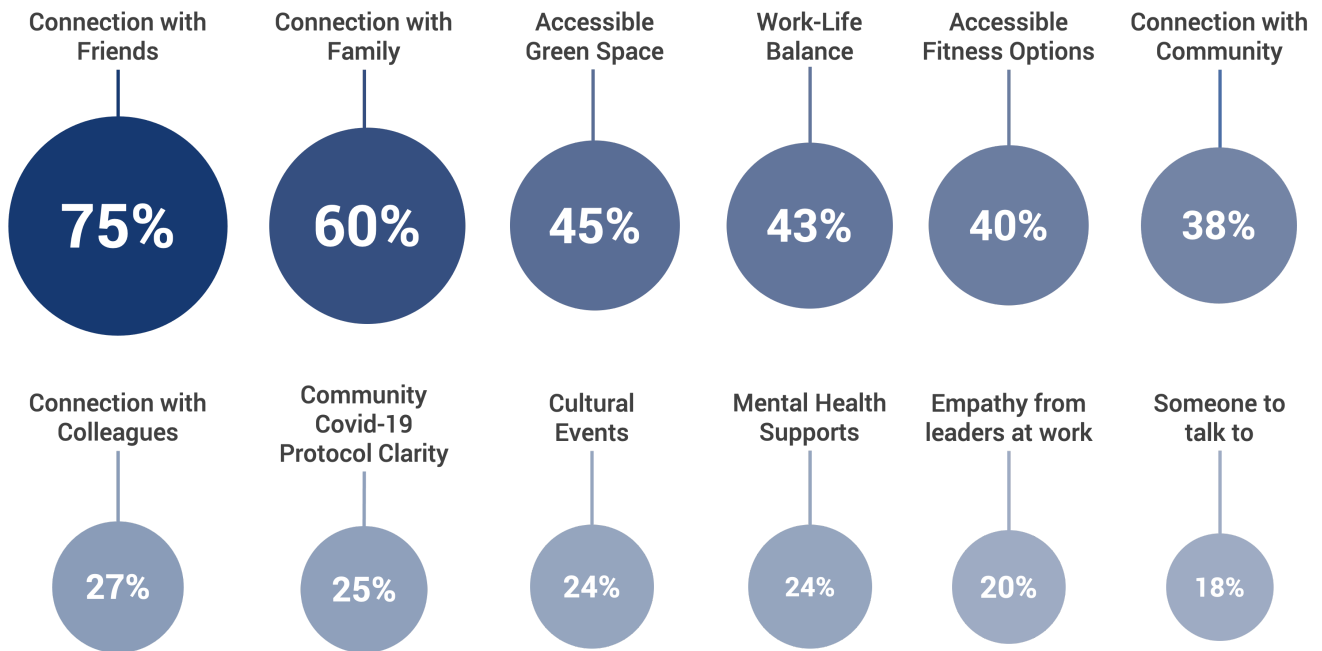 Connection with
Friends
75%
Connection with
Family
60%
Accessible
Green Space
45%
Work-Life
Balance
43%
Accessible
Fitness Options
40%
Connection with
Community
38%
Connection with
Colleagues
27%
Community
Covid-19
Protocol Clarity
25%
Cultural
Events
24%
Mental Health
Supports
24%
Empathy from
leaders at work
20%
Someone to
talk to
18%